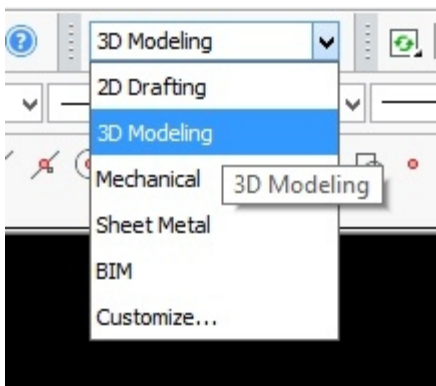 3D Modeling
2D Drafting
3D Modeling
Mechanical
3D Modeling
Sheet Metal
BIM
Customize...